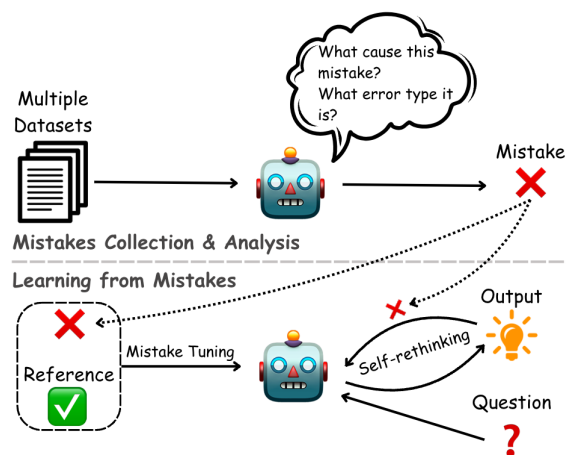 What cause this
mistake?
What error type it
is?
Multiple
Datasets
Mistake
Mistakes Collection & Analysis
Learning from Mistakes
Output
Mistake Tuning
Self-rethinking
Reference
Question
?